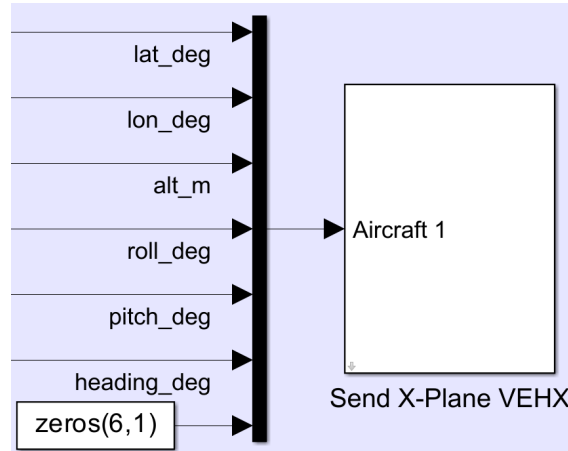 lat_deg
lon_deg
alt_m
roll_deg
Aircraft 1
pitch_deg
heading_deg
Send X-Plane VEHX
zeros(6,1)